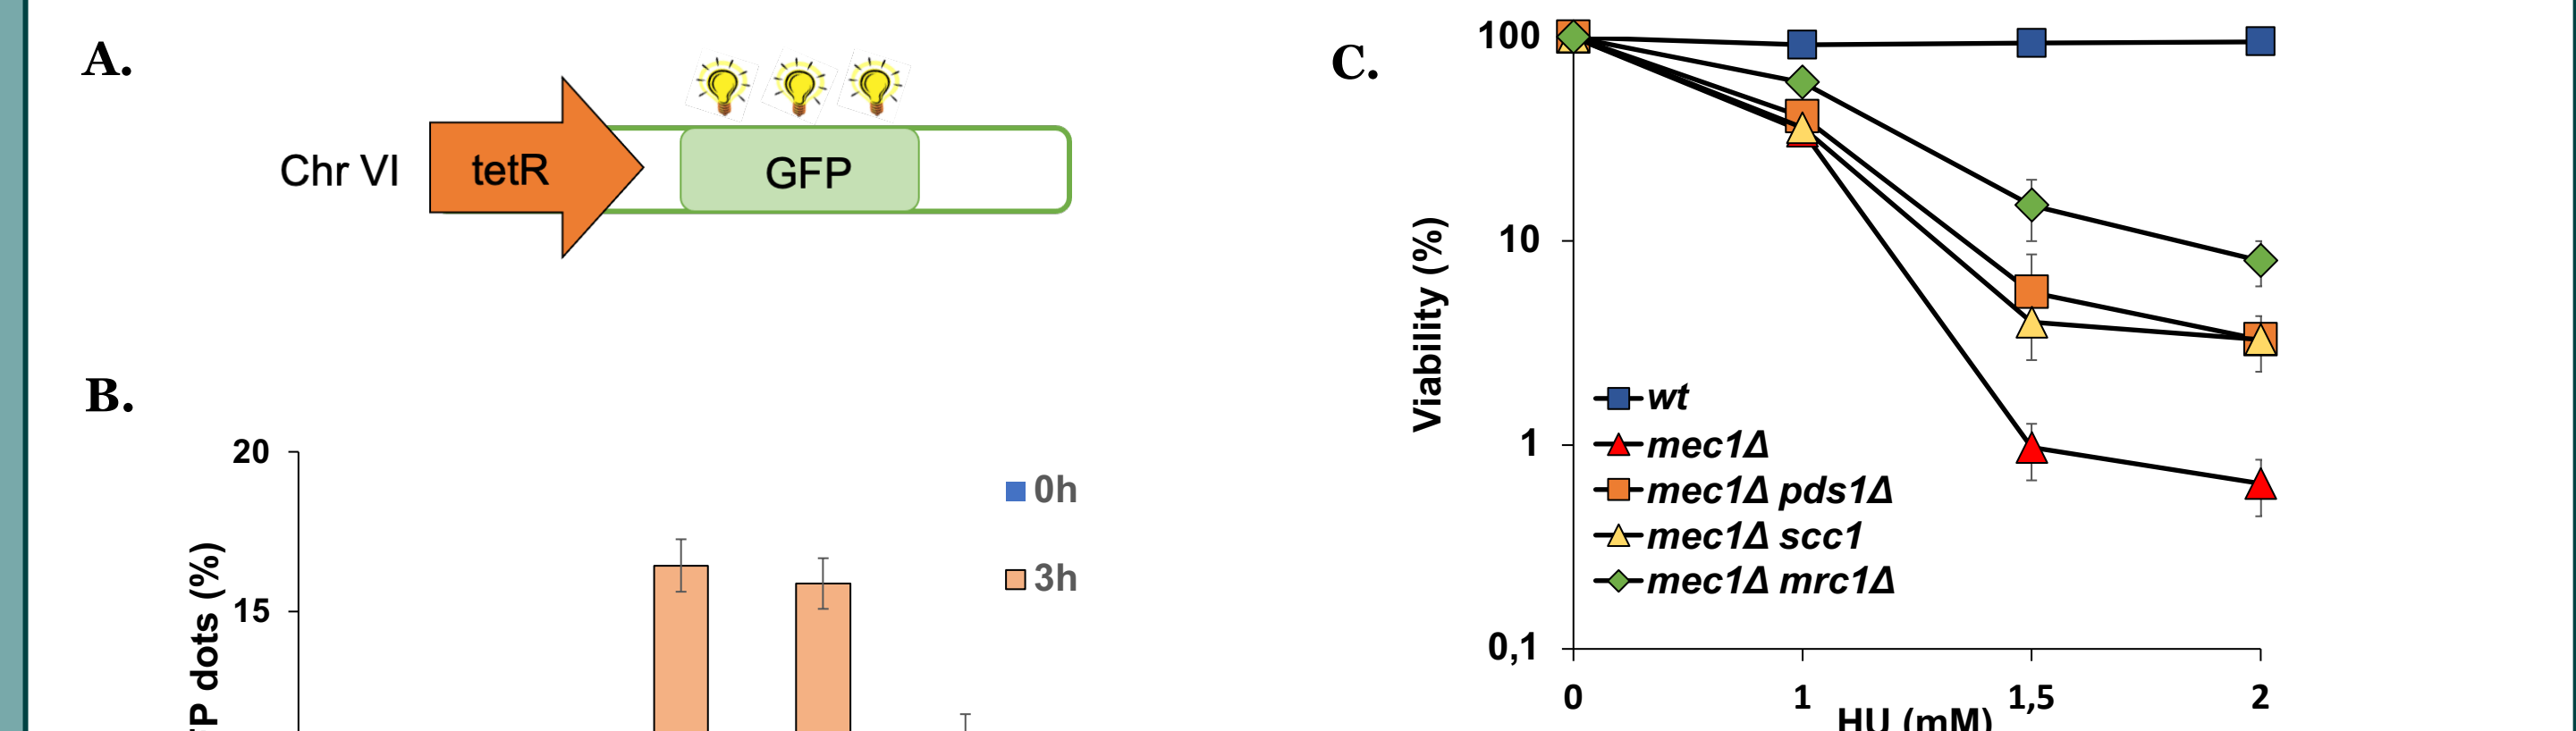 A.
Chr VI
tetR
GFP
B.
20
15
dots (%)
0h
3h
C.
Viability (%)
100
10
1
0,1
wt
mec1Δ
mec1Δ pds1Δ
mec1Δ scc1
mec1Δ mrc1Δ
0
1
1,5
2
HU (mM)